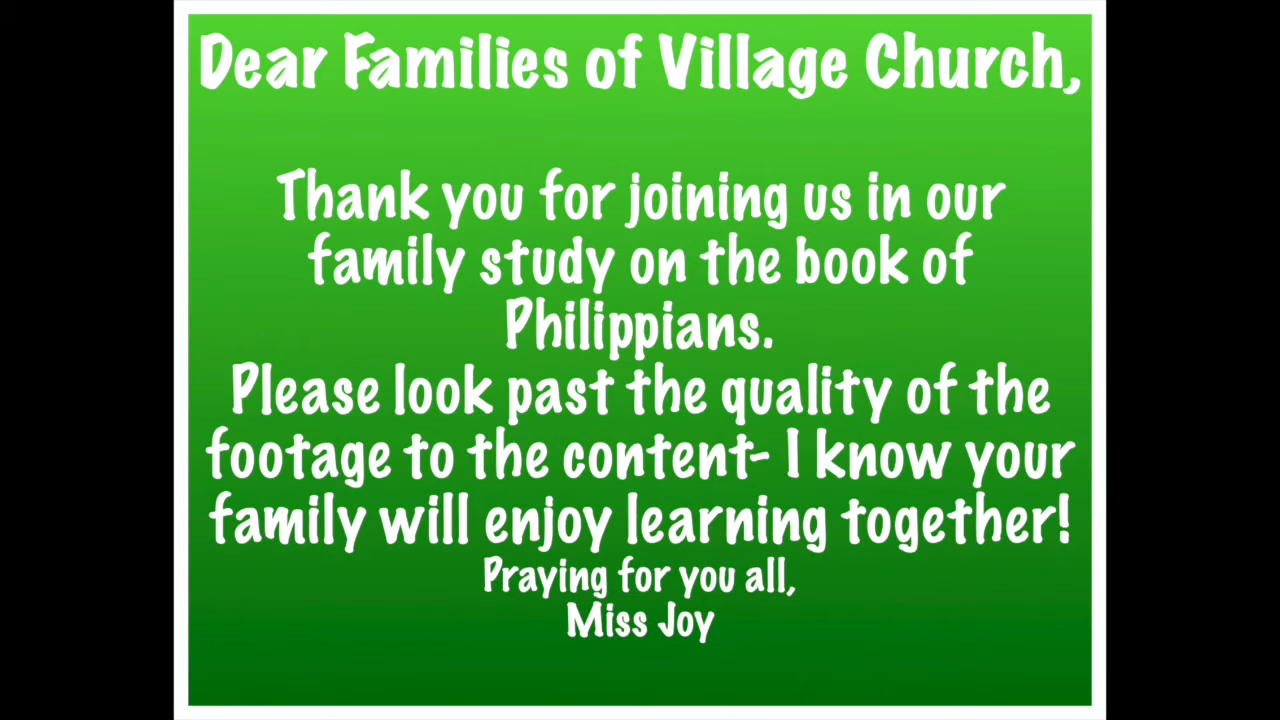 Dear Families of Village Church,
Thank you for joining us in our
family study on the book of
Philippians.
Please look past the quality of the
footage to the content- I know your
family will enjoy learning together!
Praying for you all,
Miss Joy